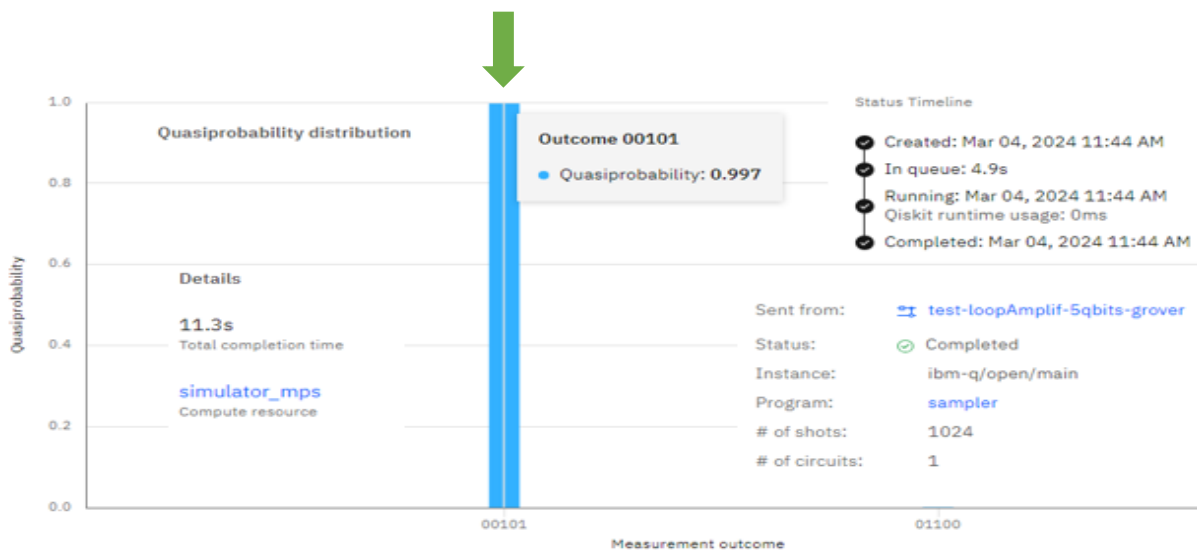 Quasiprobability distribution
Quasiprobability
1.0
0.8
0.6
0.4
0.2
0.0
Outcome 00101
Quasiprobability: 0.997
Status Timeline
Created: Mar 04, 2024 11:44 AM
In queue: 4.9s
Running: Mar 04, 2024 11:44 AM
Qiskit runtime usage: 0ms
Completed: Mar 04, 2024 11:44 AM
Details
11.3s
Total completion time
simulator_mps
Compute resource
Sent from: test-loopAmplif-5qbits-grover
Status: Completed
Instance: ibm-q/open/main
Program: sampler
# of shots: 1024
# of circuits: 1
00101
01100
Measurement outcome